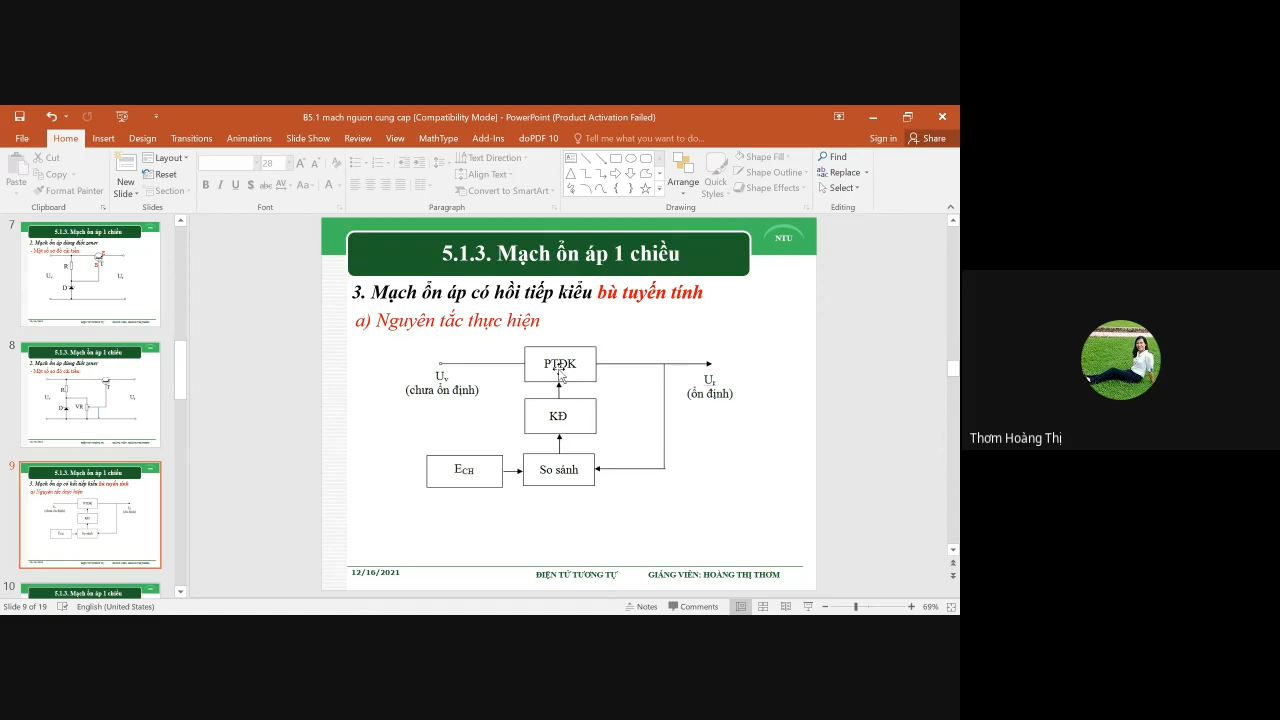 B5.1 mach nguon cung cap [Compatibility Mode] - PowerPoint (Product Activation Failed)
File Home Insert Design Transitions Animations Slide Show Review View MathType Add-Ins doPDF 10 Tell me what you want to do... Sign in Share
Paste
Cut
Copy
Format Painter
Clipboard
New Slide
Layout
Reset
Section
Slides
28
B I U S abc AV Aa A
Font
Text Direction
Align Text
Convert to SmartArt
Paragraph
Arrange
Quick Styles
Shape Fill
Shape Outline
Shape Effects
Drawing
Find
Replace
Select
Editing
7
5.1.3. Mạch ổn áp 1 chiều
2. Mạch ổn áp dùng điốt zener
- Một số sơ đồ cải tiến:
R
D
T
8
5.1.3. Mạch ổn áp 1 chiều
2. Mạch ổn áp dùng điốt zener
- Một số sơ đồ cải tiến:
R
D
VR
T
9
5.1.3. Mạch ổn áp 1 chiều
3. Mạch ổn áp có hồi tiếp kiểu bù tuyến tính
a) Nguyên tắc thực hiện
10
5.1.3. Mạch ổn áp 1 chiều
5.1.3. Mạch ổn áp 1 chiều
NTU
3. Mạch ổn áp có hồi tiếp kiểu bù tuyến tính
a) Nguyên tắc thực hiện
PTĐK
Uv
(chưa ổn định)
Ur
(ổn định)
KĐ
ECH
So sánh
12/16/2021
ĐIỆN TỬ TƯƠNG TỰ
GIẢNG VIÊN: HOÀNG THỊ THƠM
Slide 9 of 19 English (United States) Notes Comments 69%
Thơm Hoàng Thị